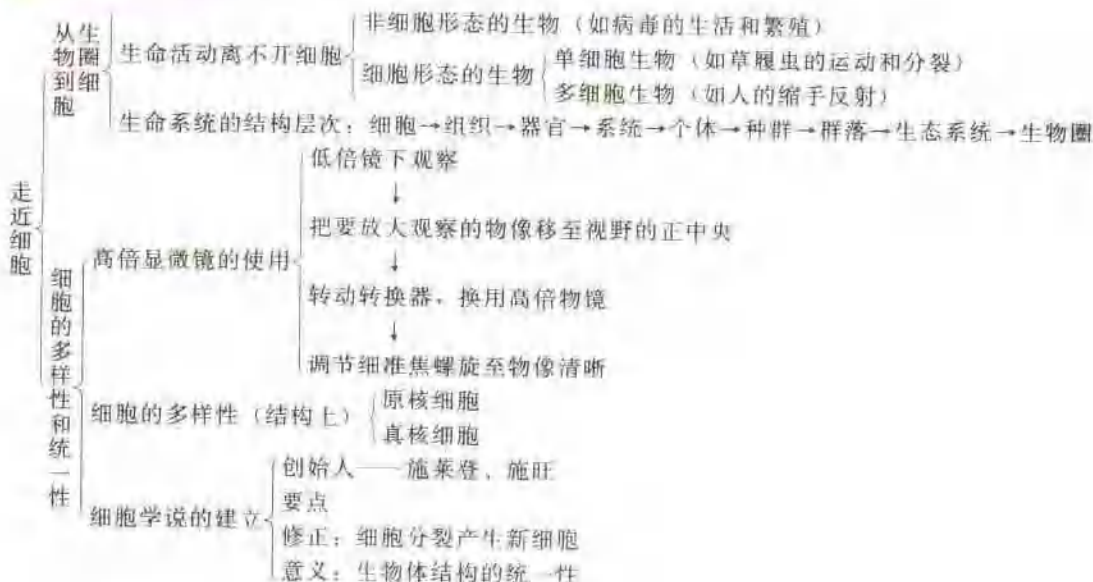 走近细胞
从生物圈到细胞
生命活动离不开细胞
非细胞形态的生物（如病毒的生活和繁殖）
细胞形态的生物
单细胞生物（如草履虫的运动和分裂）
多细胞生物（如人的缩手反射）
生命系统的结构层次：细胞→组织→器官→系统→个体→种群→群落→生态系统→生物圈
细胞的多样性和统一性
高倍显微镜的使用
低倍镜下观察
↓
把要放大观察的物像移至视野的正中央
↓
转动转换器，换用高倍物镜
↓
调节细准焦螺旋至物像清晰
细胞的多样性（结构上）
原核细胞
真核细胞
细胞学说的建立
创始人——施莱登、施旺
要点
修正：细胞分裂产生新细胞
意义：生物体结构的统一性